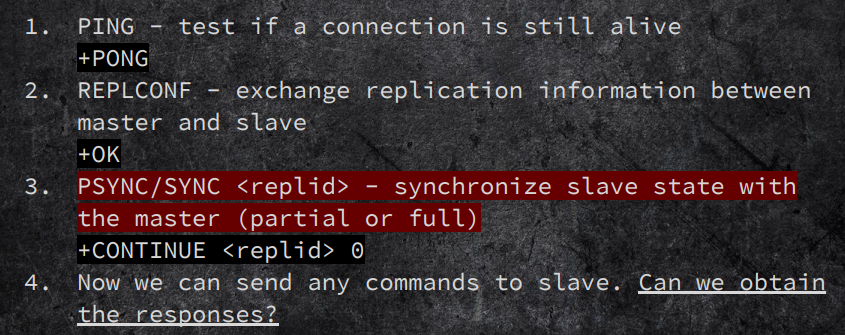 1. PING - test if a connection is still alive
+PONG
2. REPLCONF - exchange replication information between
master and slave
+OK
3. PSYNC/SYNC <replid> - synchronize slave state with
the master (partial or full)
+CONTINUE <replid> 0
4. Now we can send any commands to slave. Can we obtain
the responses?